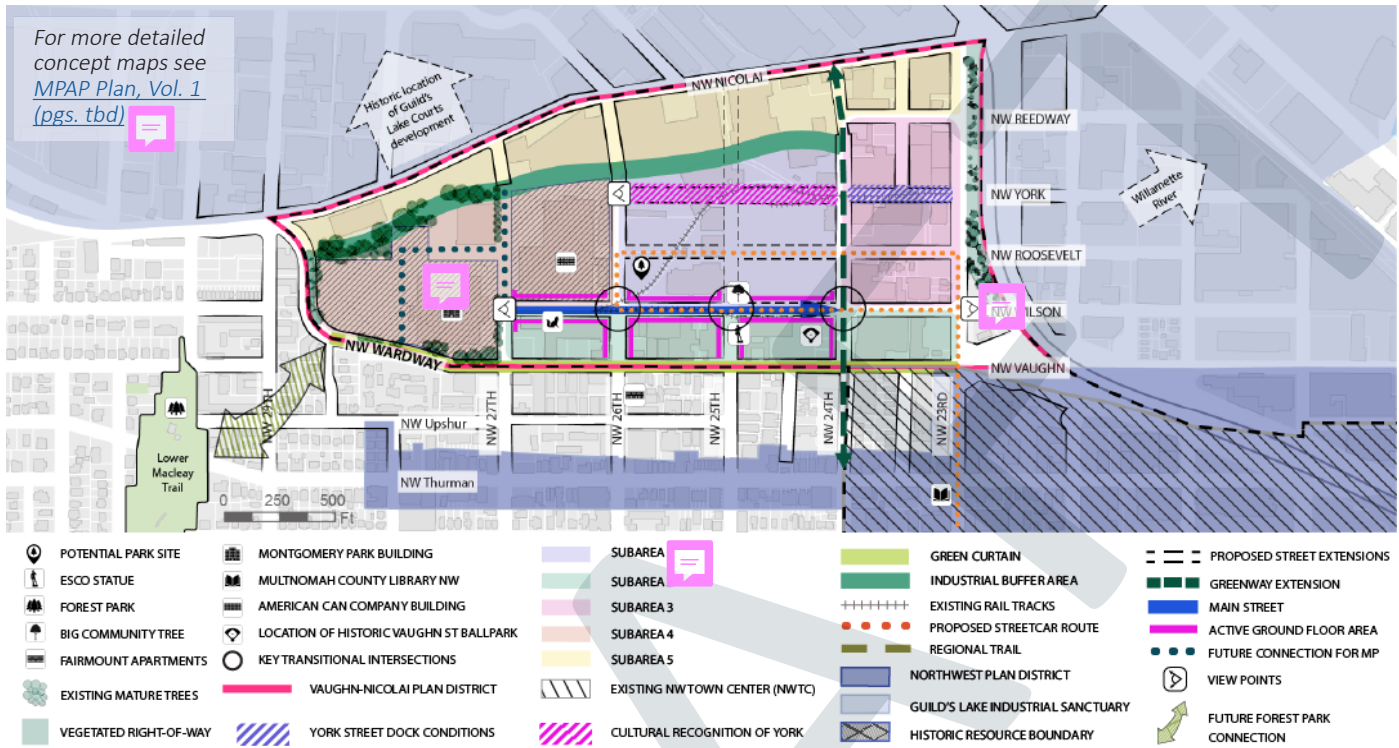 For more detailed
concept maps see
MPAP Plan, Vol. 1
(pgs. tbd)
Historic location
of Guild's
Lake Courts
development
NW NICOLAI
NW REEDWAY
NW YORK
Willamette
River
NW ROOSEVELT
NW WILSON
NW WARDWAY
NW VAUGHN
NW 29TH
NW 27TH
NW 26TH
NW 25TH
NW 24TH
NW 23RD
NW Upshur
NW Thurman
Lower
Macleay
Trail
0 250 500
Ft
POTENTIAL PARK SITE
ESCO STATUE
FOREST PARK
BIG COMMUNITY TREE
FAIRMOUNT APARTMENTS
EXISTING MATURE TREES
VEGETATED RIGHT-OF-WAY
MONTGOMERY PARK BUILDING
MULTNOMAH COUNTY LIBRARY NW
AMERICAN CAN COMPANY BUILDING
LOCATION OF HISTORIC VAUGHN ST BALLPARK
KEY TRANSITIONAL INTERSECTIONS
VAUGHN-NICOLAI PLAN DISTRICT
YORK STREET DOCK CONDITIONS
SUBAREA
SUBAREA
SUBAREA 3
SUBAREA 4
SUBAREA 5
EXISTING NWTOWN CENTER (NWTC)
CULTURAL RECOGNITION OF YORK
GREEN CURTAIN
INDUSTRIAL BUFFER AREA
EXISTING RAIL TRACKS
PROPOSED STREETCAR ROUTE
REGIONAL TRAIL
NORTHWEST PLAN DISTRICT
GUILD'S LAKE INDUSTRIAL SANCTUARY
HISTORIC RESOURCE BOUNDARY
PROPOSED STREET EXTENSIONS
GREENWAY EXTENSION
MAIN STREET
ACTIVE GROUND FLOOR AREA
FUTURE CONNECTION FOR MP
VIEW POINTS
FUTURE FOREST PARK
CONNECTION